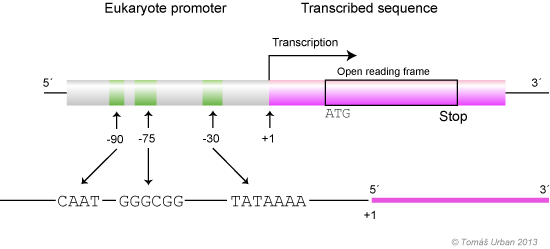 Eukaryote promoter Transcribed sequence
Transcription
5´ Open reading frame 3´
ATG Stop
-90 -75 -30 +1
CAAT GGGCGG TATAAAA 5´ 3´
+1
© Tomáš Urban 2013